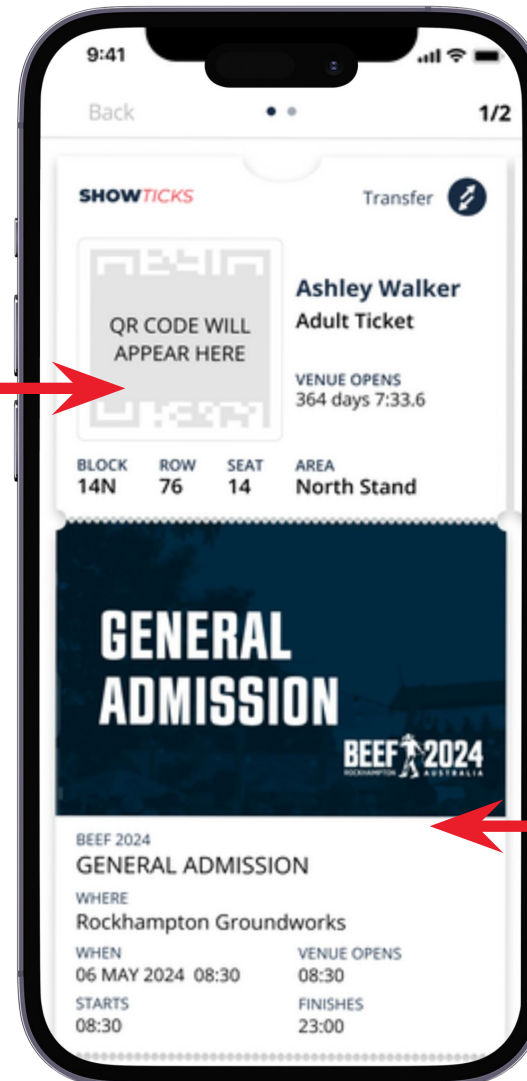 9:41
Back
1/2
SHOWTICKS
Transfer
QR CODE WILL
APPEAR HERE
Ashley Walker
Adult Ticket
VENUE OPENS
364 days 7:33.6
BLOCK ROW SEAT AREA
14N 76 14 North Stand
GENERAL
ADMISSION
BEEF 2024
ROCKHAMPTON AUSTRALIA
BEEF 2024
GENERAL ADMISSION
WHERE
Rockhampton Groundworks
WHEN VENUE OPENS
06 MAY 2024 08:30 08:30
STARTS FINISHES
08:30 23:00